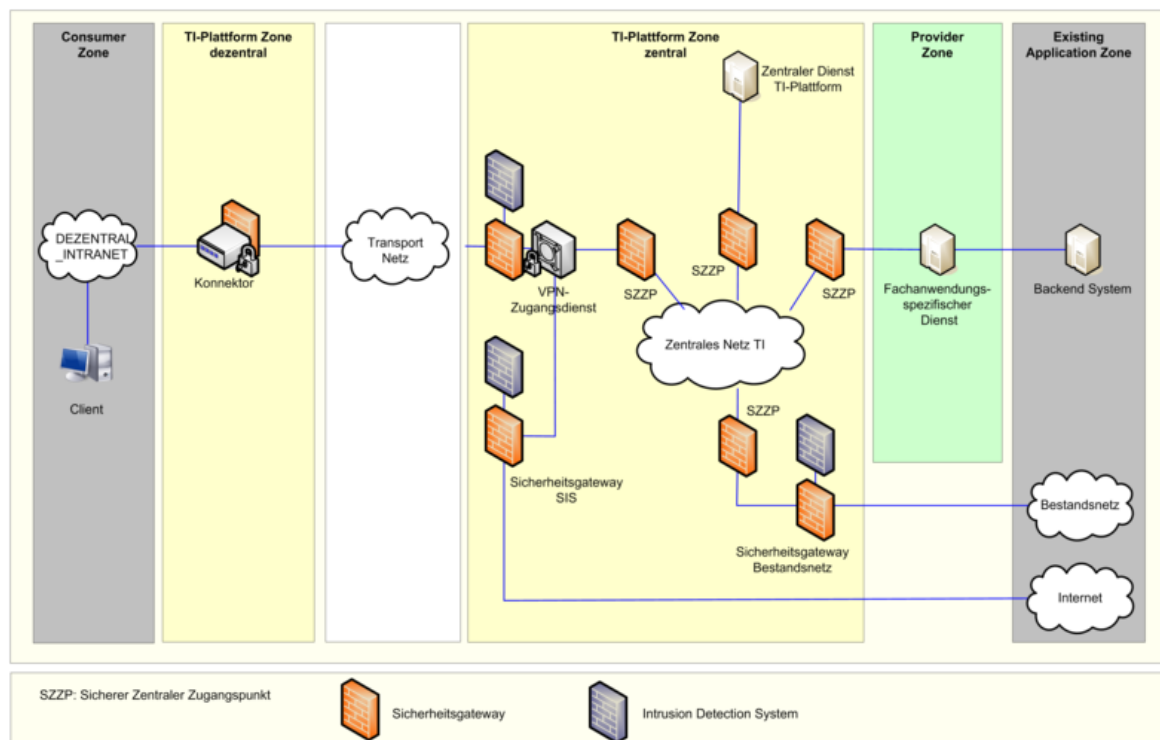 Consumer
Zone
TI-Plattform Zone
dezentral
TI-Plattform Zone
zentral
Provider
Zone
Existing
Application Zone
Zentraler Dienst
TI-Plattform
DEZENTRAL
_INTRANET
Konnektor
Transport
Netz
VPN-
Zugangsdienst
SZZP
SZZP
SZZP
Fachanwendungs-
spezifischer
Dienst
Backend System
Zentrales Netz TI
Client
SZZP
Sicherheitsgateway
SIS
Bestandsnetz
Sicherheitsgateway
Bestandsnetz
Internet
SZZP: Sicherer Zentraler Zugangspunkt
Sicherheitsgateway
Intrusion Detection System